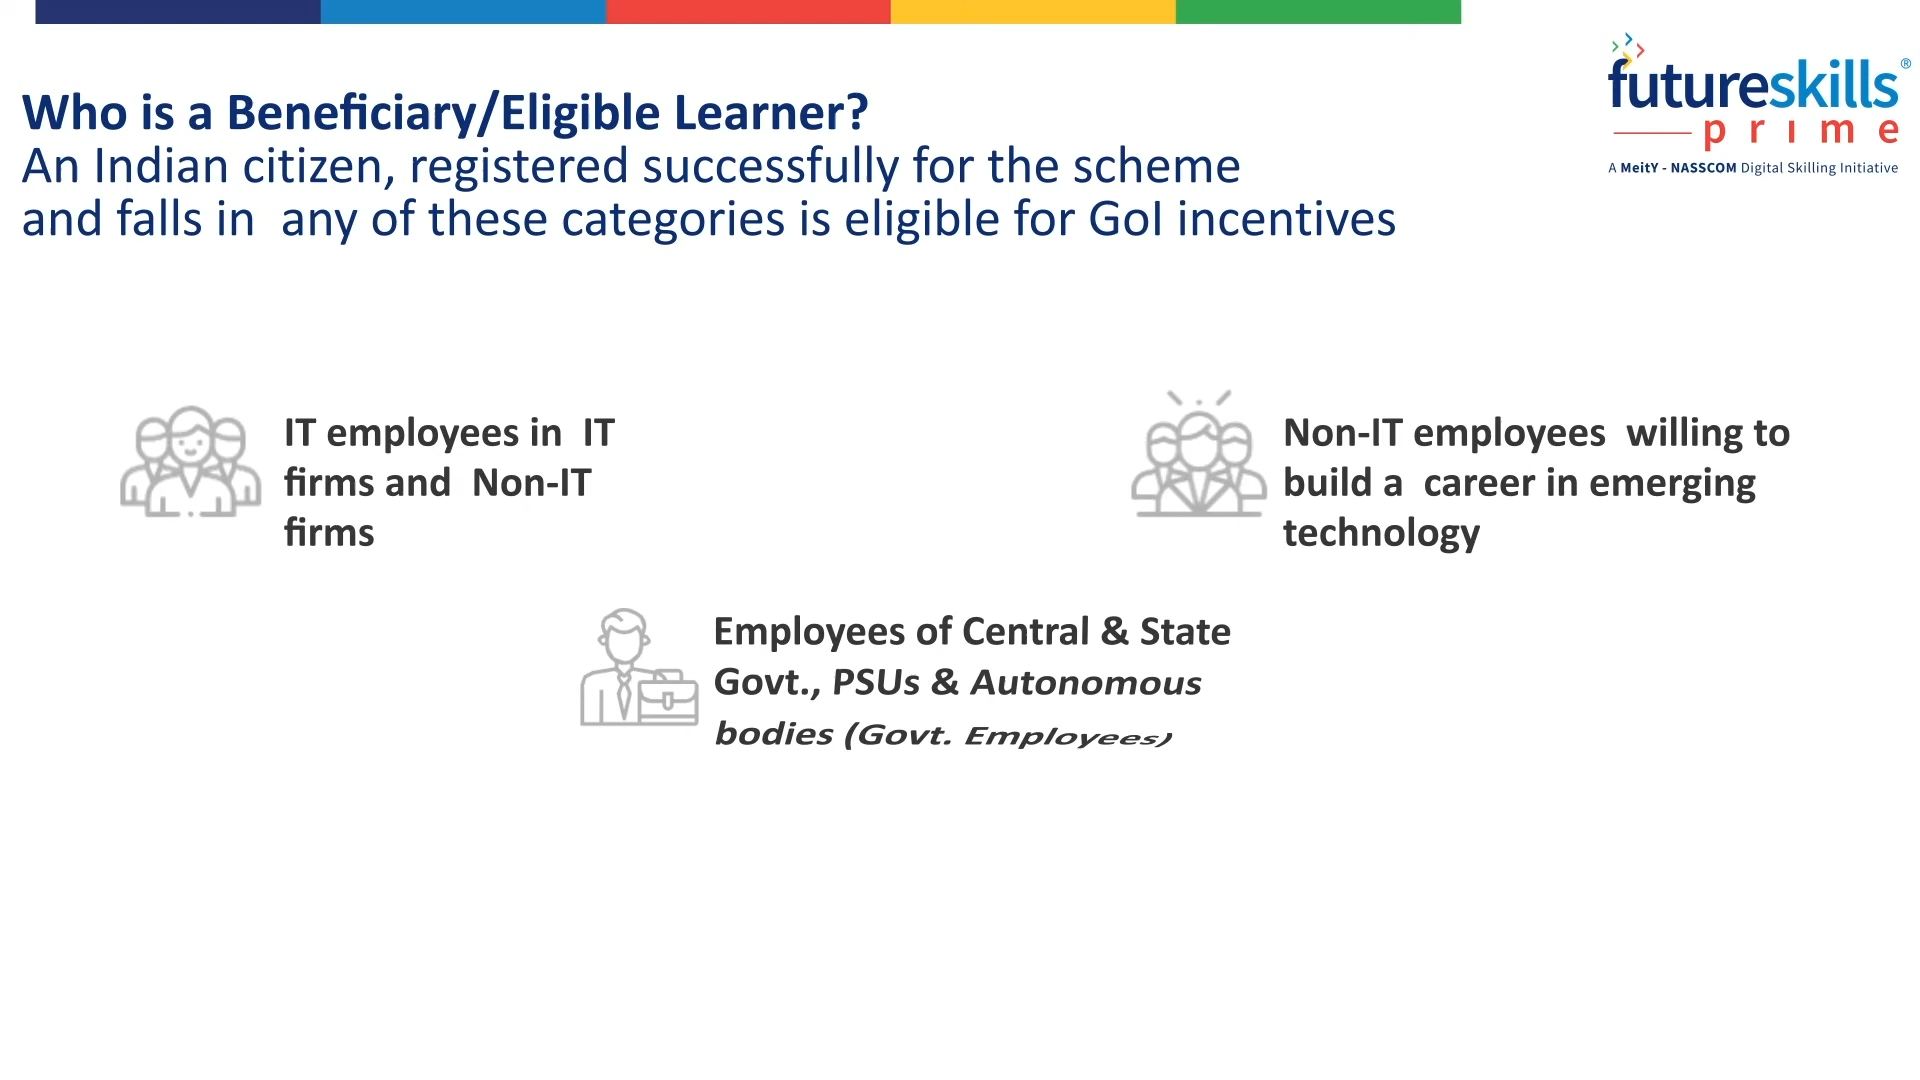 Who is a Beneficiary/Eligible Learner?
An Indian citizen, registered successfully for the scheme
and falls in any of these categories is eligible for GoI incentives
futureskills®
prime
A MeitY - NASSCOM Digital Skilling Initiative
IT employees in IT
firms and Non-IT
firms
Non-IT employees willing to
build a career in emerging
technology
Employees of Central & State
Govt., PSUs & Autonomous
bodies (Govt. Employees)